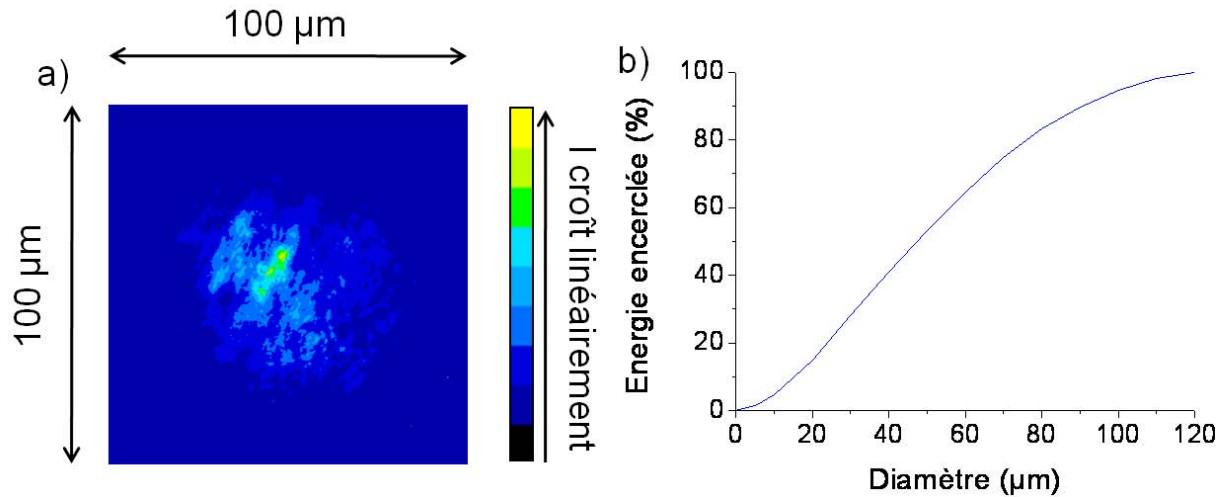 100 µm
a)
100 µm
I croît linéairement
b)
Energie encerclée (%)
100
80
60
40
20
0
0 20 40 60 80 100 120
Diamètre (µm)